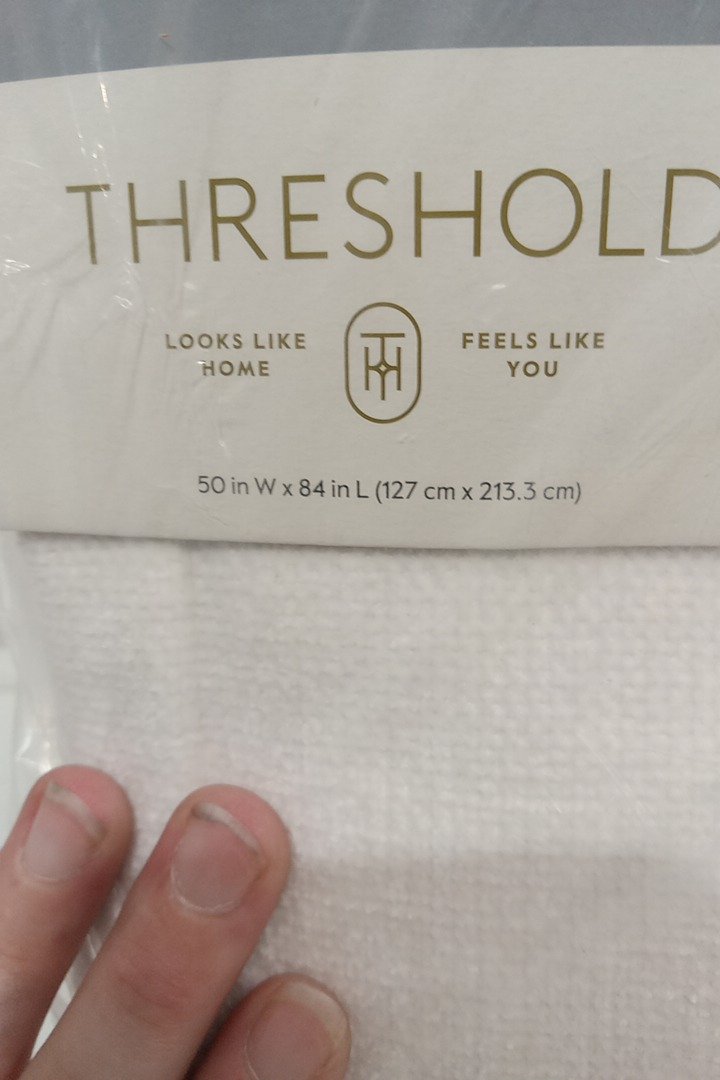 THRESHOLD
LOOKS LIKE
HOME
FEELS LIKE
YOU
50 in W x 84 in L (127 cm x 213.3 cm)